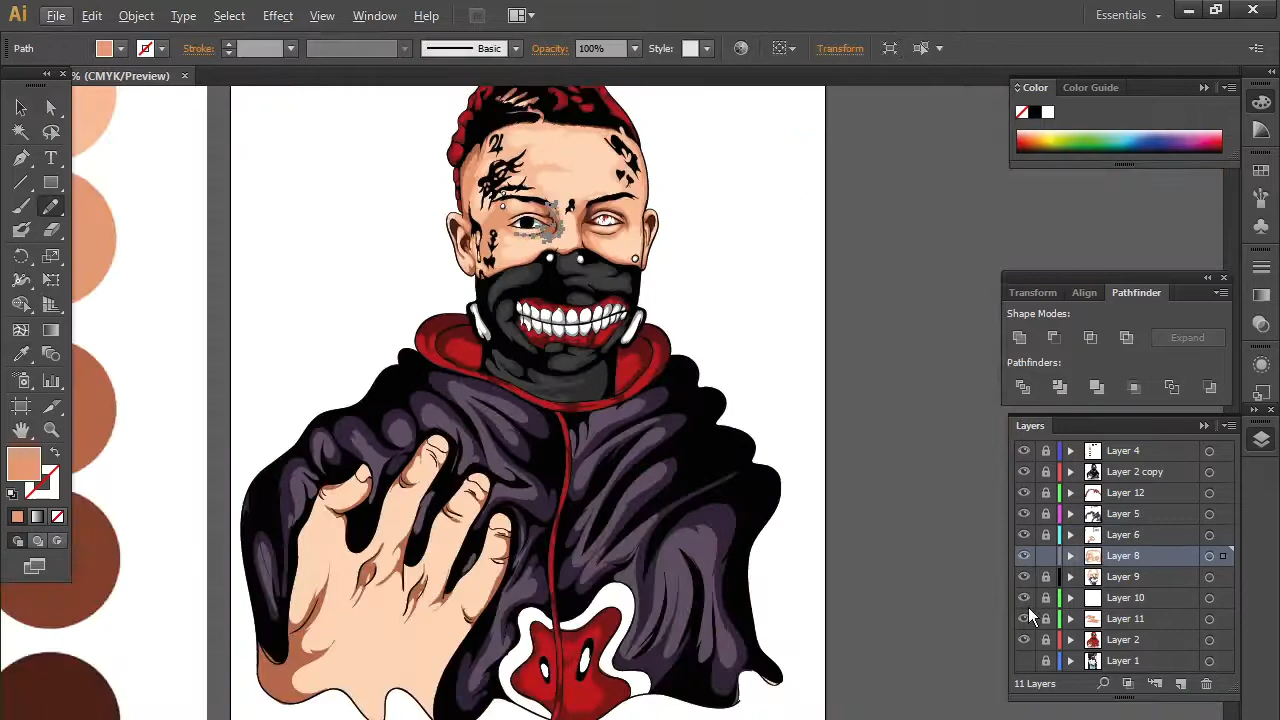 Ai File Edit Object Type Select Effect View Window Help Essentials
Path Stroke: Basic Opacity: 100% Style: Transform
% (CMYK/Preview)
Color Color Guide
Transform Align Pathfinder
Shape Modes:
Expand
Pathfinders:
Layers
Layer 4
Layer 2 copy
Layer 12
Layer 5
Layer 6
Layer 8
Layer 9
Layer 10
Layer 11
Layer 2
Layer 1
11 Layers